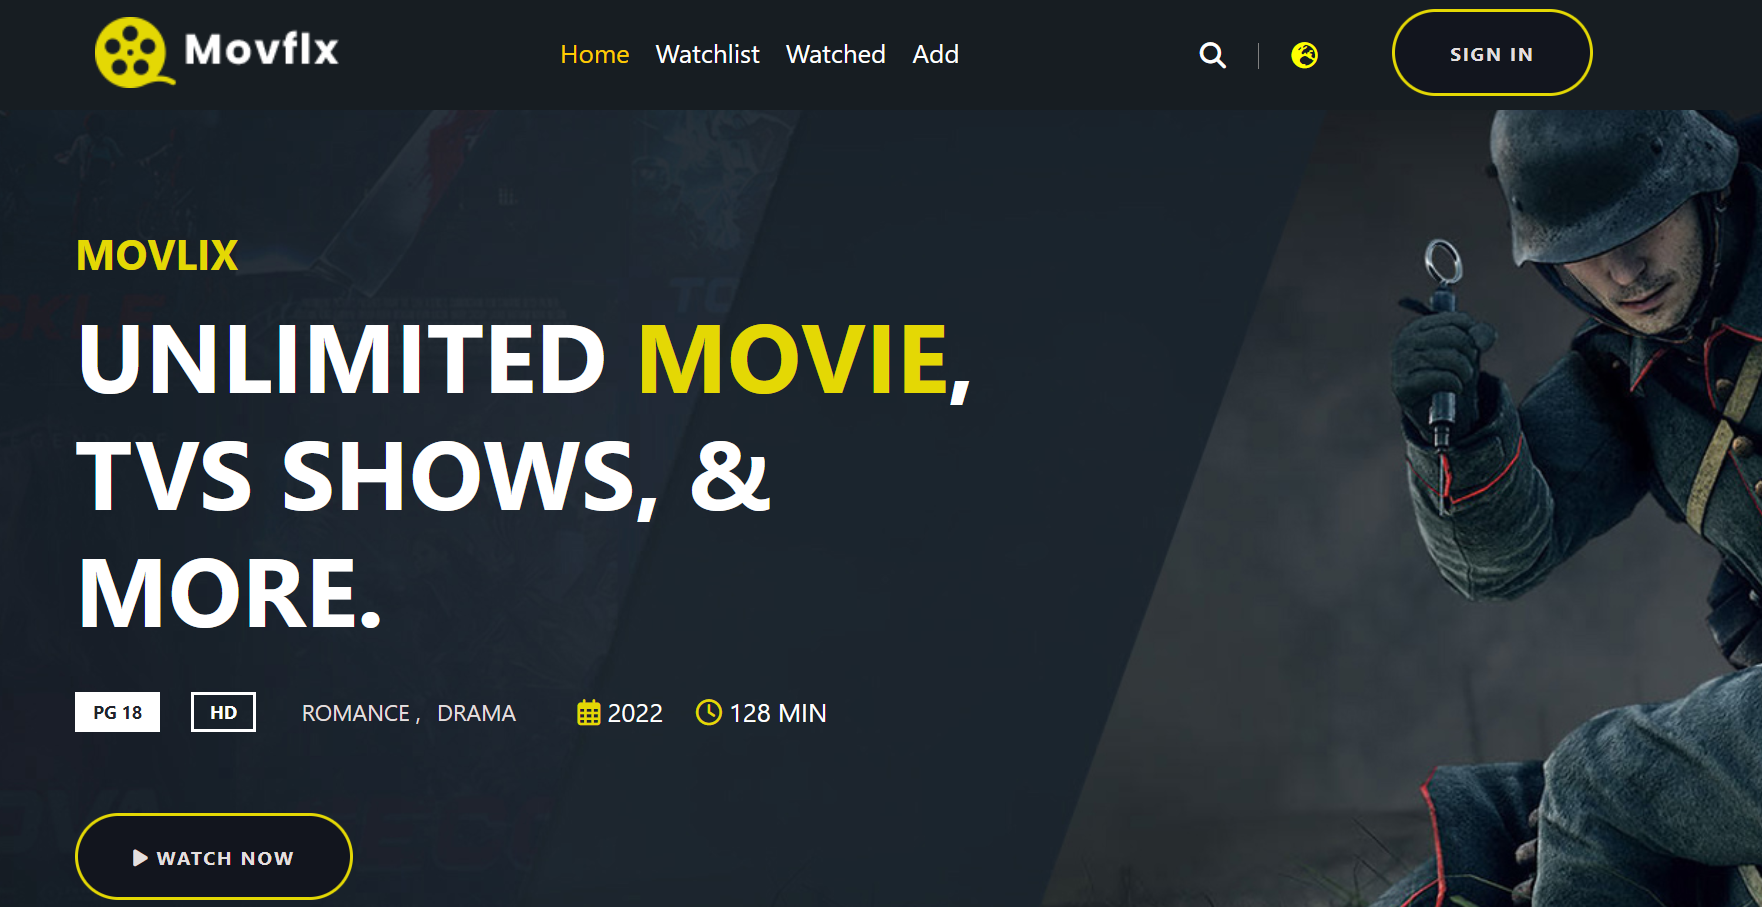 Movflx
Home Watchlist Watched Add
SIGN IN
MOVLIX
UNLIMITED MOVIE,
TVS SHOWS, &
MORE.
PG 18 HD ROMANCE , DRAMA 2022 128 MIN
WATCH NOW